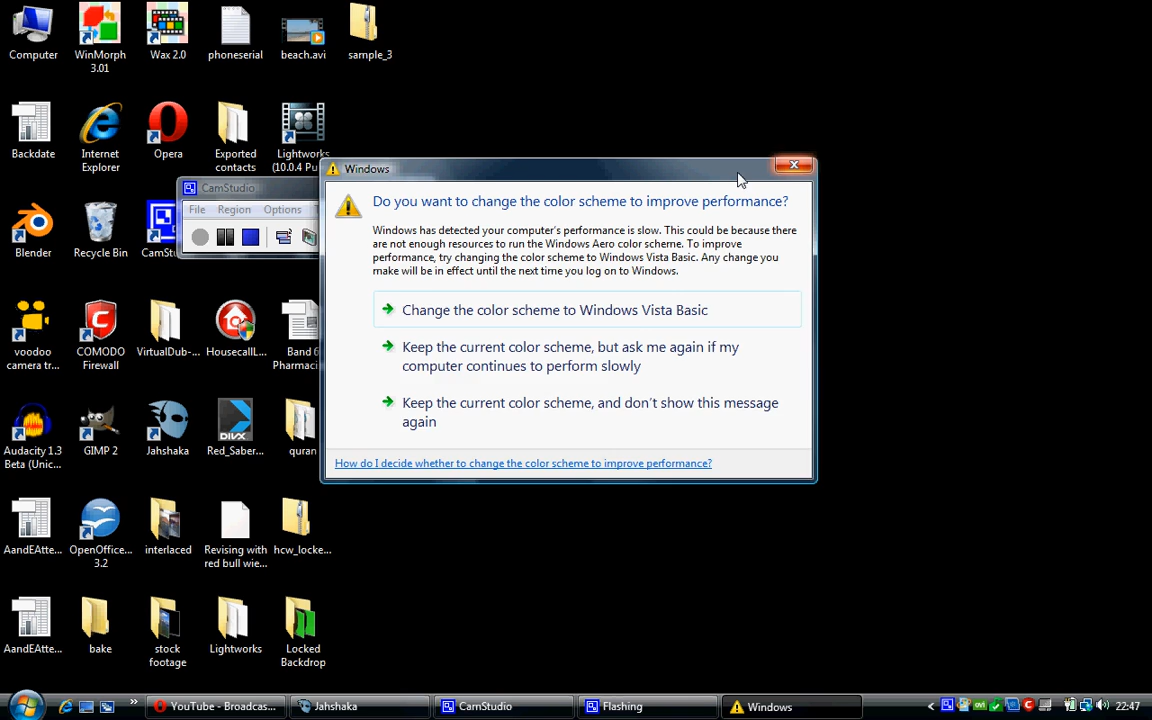 Computer
WinMorph
3.01
Wax 2.0
phoneserial
beach.avi
sample_3
Backdate
Internet
Explorer
Opera
Exported
contacts
Lightworks
(10.0.4 Pu
Blender
Recycle Bin
CamStu
CamStudio
File Region Options
voodoo
camera tr...
COMODO
Firewall
VirtualDub-...
HousecallL...
Band 6
Pharmaci
Audacity 1.3
Beta (Unic...
GIMP 2
Jahshaka
Red_Saber...
quran
AandEAtte...
OpenOffice...
3.2
interlaced
Revising with
red bull wie...
hcw_locke...
AandEAtte...
bake
stock
footage
Lightworks
Locked
Backdrop
Windows
Do you want to change the color scheme to improve performance?
Windows has detected your computer's performance is slow. This could be because there
are not enough resources to run the Windows Aero color scheme. To improve
performance, try changing the color scheme to Windows Vista Basic. Any change you
make will be in effect until the next time you log on to Windows.
Change the color scheme to Windows Vista Basic
Keep the current color scheme, but ask me again if my
computer continues to perform slowly
Keep the current color scheme, and don't show this message
again
How do I decide whether to change the color scheme to improve performance?
YouTube - Broadcas...
Jahshaka
CamStudio
Flashing
Windows
22:47